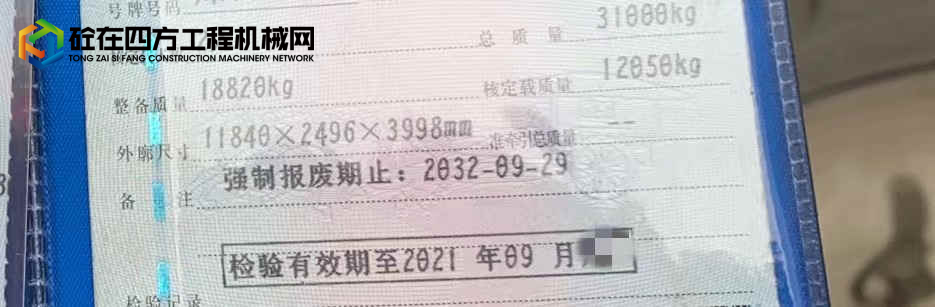 砼在四方工程机械网
TONG ZAI SI FANG CONSTRUCTION MACHINERY NETWORK
号牌号码
总质量 31000kg
整备质量 18820kg 核定载质量 12050kg
外廓尺寸 11840×2496×3998mm 准牵引总质量 --
备注 强制报废期止：2032-09-29
检验有效期至2021 年09 月
检验记录